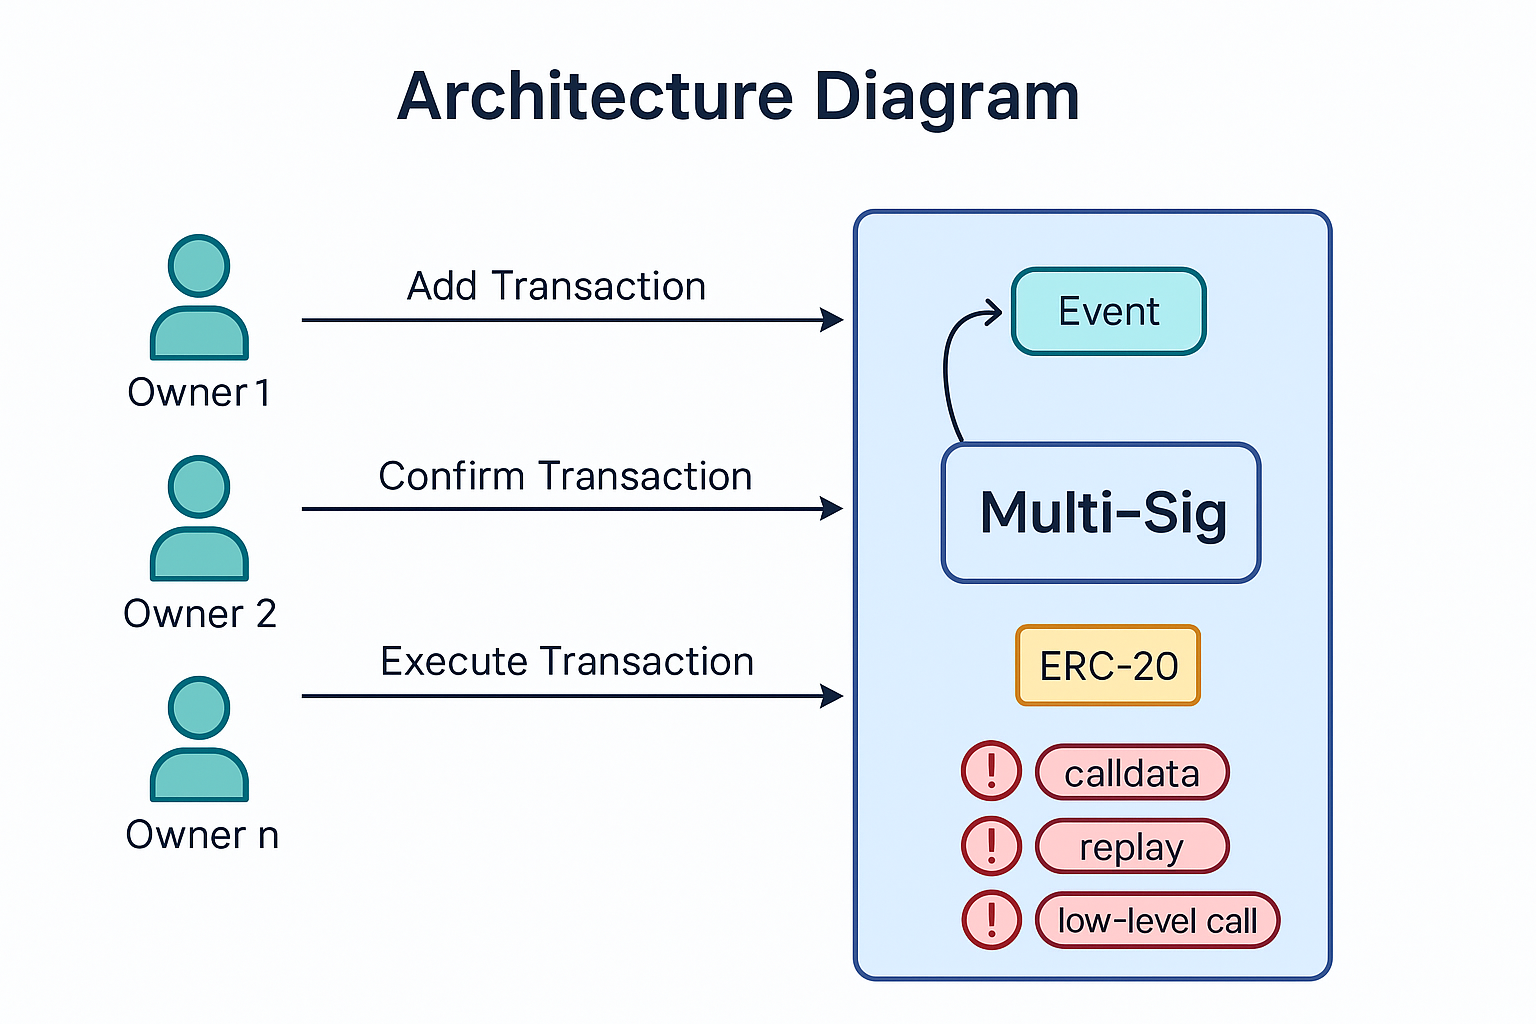 Architecture Diagram
Owner 1
Owner 2
Owner n
Add Transaction
Confirm Transaction
Execute Transaction
Event
Multi-Sig
ERC-20
! calldata
! replay
! low-level call